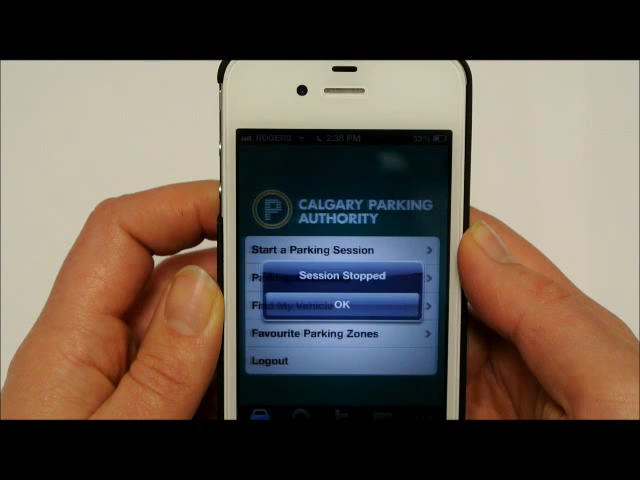 ROGERS 2:38 PM 33%
P CALGARY PARKING
AUTHORITY
Start a Parking Session
Session Stopped
Find My Vehicle
OK
Favourite Parking Zones
Logout